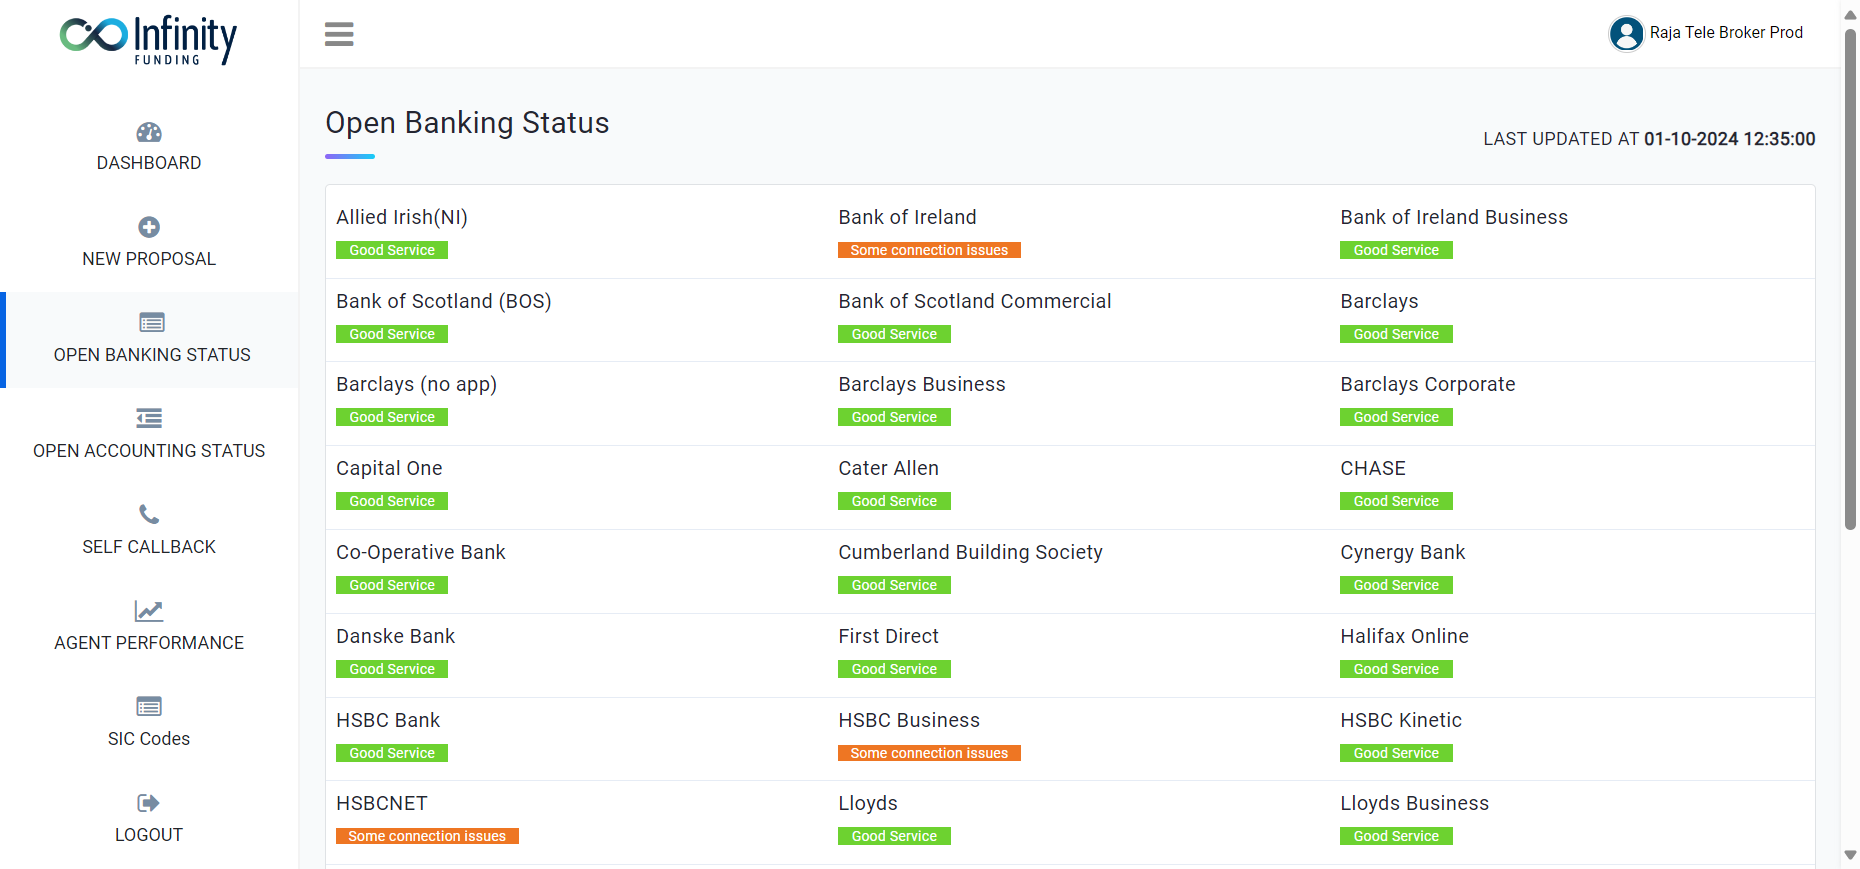 Infinity
FUNDING
Raja Tele Broker Prod
DASHBOARD
NEW PROPOSAL
OPEN BANKING STATUS
OPEN ACCOUNTING STATUS
SELF CALLBACK
AGENT PERFORMANCE
SIC Codes
LOGOUT
Open Banking Status
LAST UPDATED AT 01-10-2024 12:35:00
Allied Irish(NI)
Good Service
Bank of Ireland
Some connection issues
Bank of Ireland Business
Good Service
Bank of Scotland (BOS)
Good Service
Bank of Scotland Commercial
Good Service
Barclays
Good Service
Barclays (no app)
Good Service
Barclays Business
Good Service
Barclays Corporate
Good Service
Capital One
Good Service
Cater Allen
Good Service
CHASE
Good Service
Co-Operative Bank
Good Service
Cumberland Building Society
Good Service
Cynergy Bank
Good Service
Danske Bank
Good Service
First Direct
Good Service
Halifax Online
Good Service
HSBC Bank
Good Service
HSBC Business
Some connection issues
HSBC Kinetic
Good Service
HSBCNET
Some connection issues
Lloyds
Good Service
Lloyds Business
Good Service